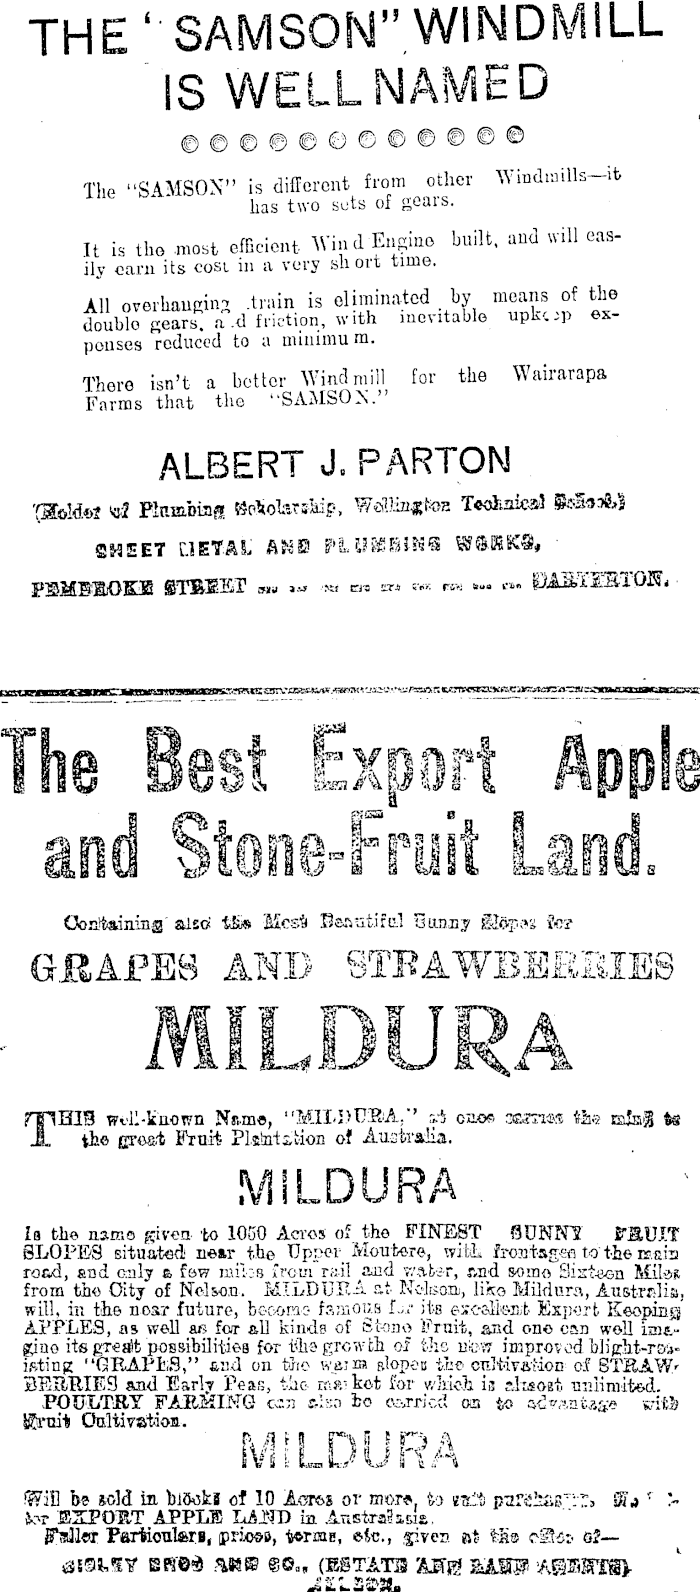 THE "SAMSON" WINDMILL
IS WELL NAMED
The "SAMSON" is different from other Windmills—it
has two sets of gears.
It is the most efficient Wind Engine built, and will eas-
ily earn its cost in a very short time.
All overhanging train is eliminated by means of the
double gears, a d friction, with inevitable upkeep ex-
penses reduced to a minimum.
There isn't a better Windmill for the Wairarapa
Farms that the "SAMSON."
ALBERT J. PARTON
(Holder of Plumbing Scholarship, Wellington Technical School.)
SHEET METAL AND PLUMBING WORKS,
PEMBROKE STREET ... ... ... ... ... ... ... ... ... CARTERTON.
The Best Export Apple
and Stone-Fruit Land.
Containing also the Most Beautiful Sunny Slopes for
GRAPES AND STRAWBERRIES
MILDURA
THIS well-known Name, "MILDURA," at once carries the mind to
the great Fruit Plantation of Australia.
MILDURA
Is the name given to 1050 Acres of the FINEST SUNNY FRUIT
SLOPES situated near the Upper Moutere, with frontages to the main
road, and only a few miles from rail and water, and some Sixteen Miles
from the City of Nelson. MILDURA at Nelson, like Mildura, Australia,
will, in the near future, become famous for its excellent Export Keeping
APPLES, as well as for all kinds of Stone Fruit, and one can well ima-
gine its great possibilities for the growth of the new improved blight-res-
isting "GRAPES," and on the warm slopes the cultivation of STRAW-
BERRIES and Early Peas, the market for which is almost unlimited.
POULTRY FARMING can also be carried on to advantage with
Fruit Cultivation.
MILDURA
Will be sold in blocks of 10 Acres or more, to suit purchasers.
for EXPORT APPLE LAND in Australasia.
Fuller Particulars, prices, terms, etc., given at the office of—
BISLEY BROS AND CO., (ESTATE AND LAND AGENTS)
NELSON.